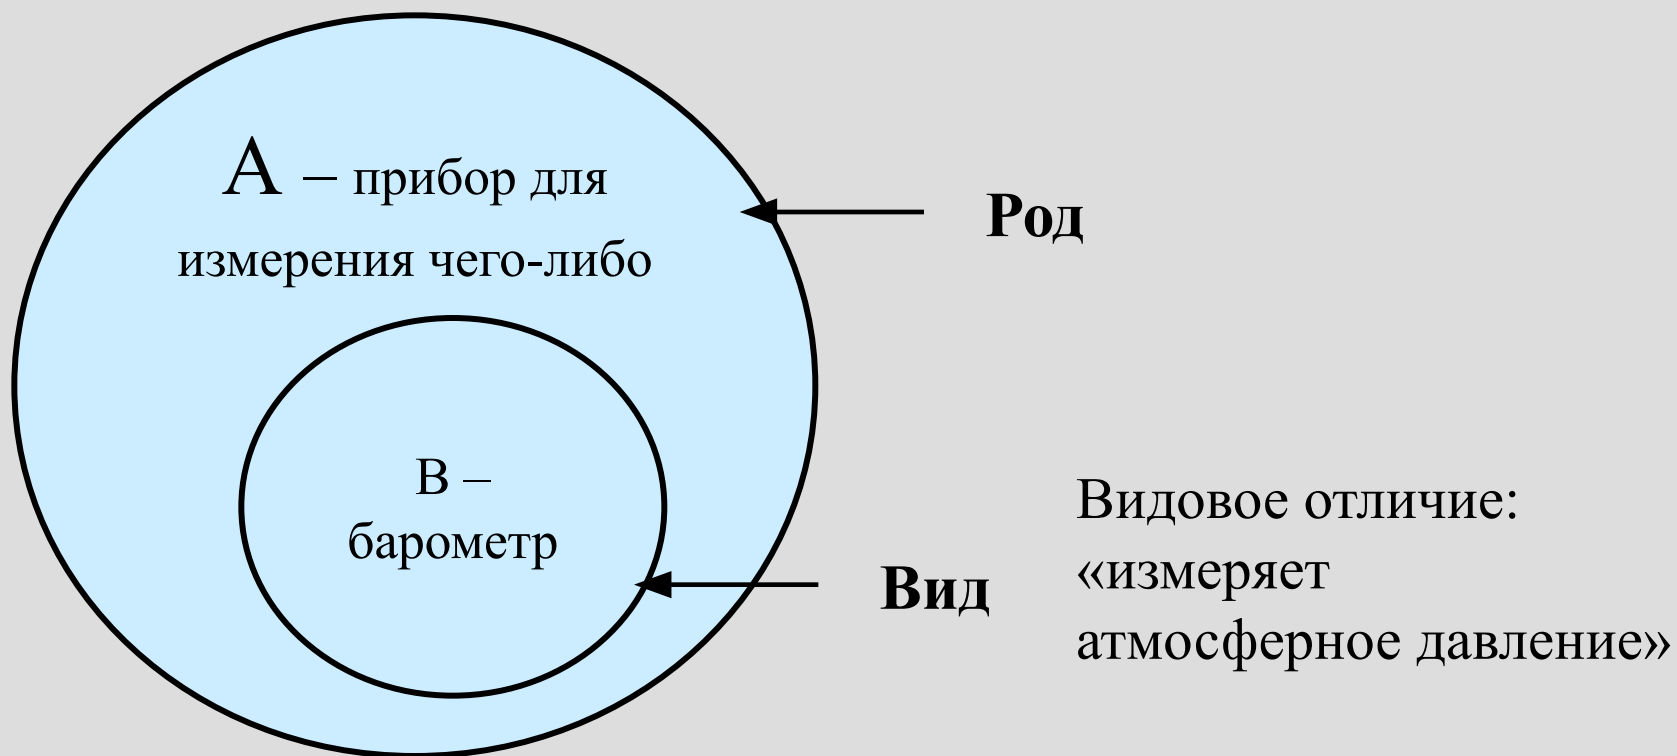 А – прибор для
измерения чего-либо
Род
В –
барометр
Вид
Видовое отличие:
«измеряет
атмосферное давление»